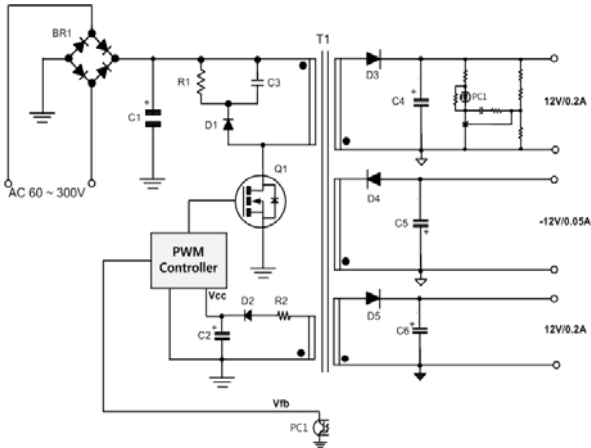 BR1
T1
R1
C3
D3
C4
PC1
12V/0.2A
C1
D1
Q1
AC 60 ~ 300V
D4
C5
-12V/0.05A
PWM
Controller
Vcc
D2
R2
C2
D5
C6
12V/0.2A
Vfb
PC1